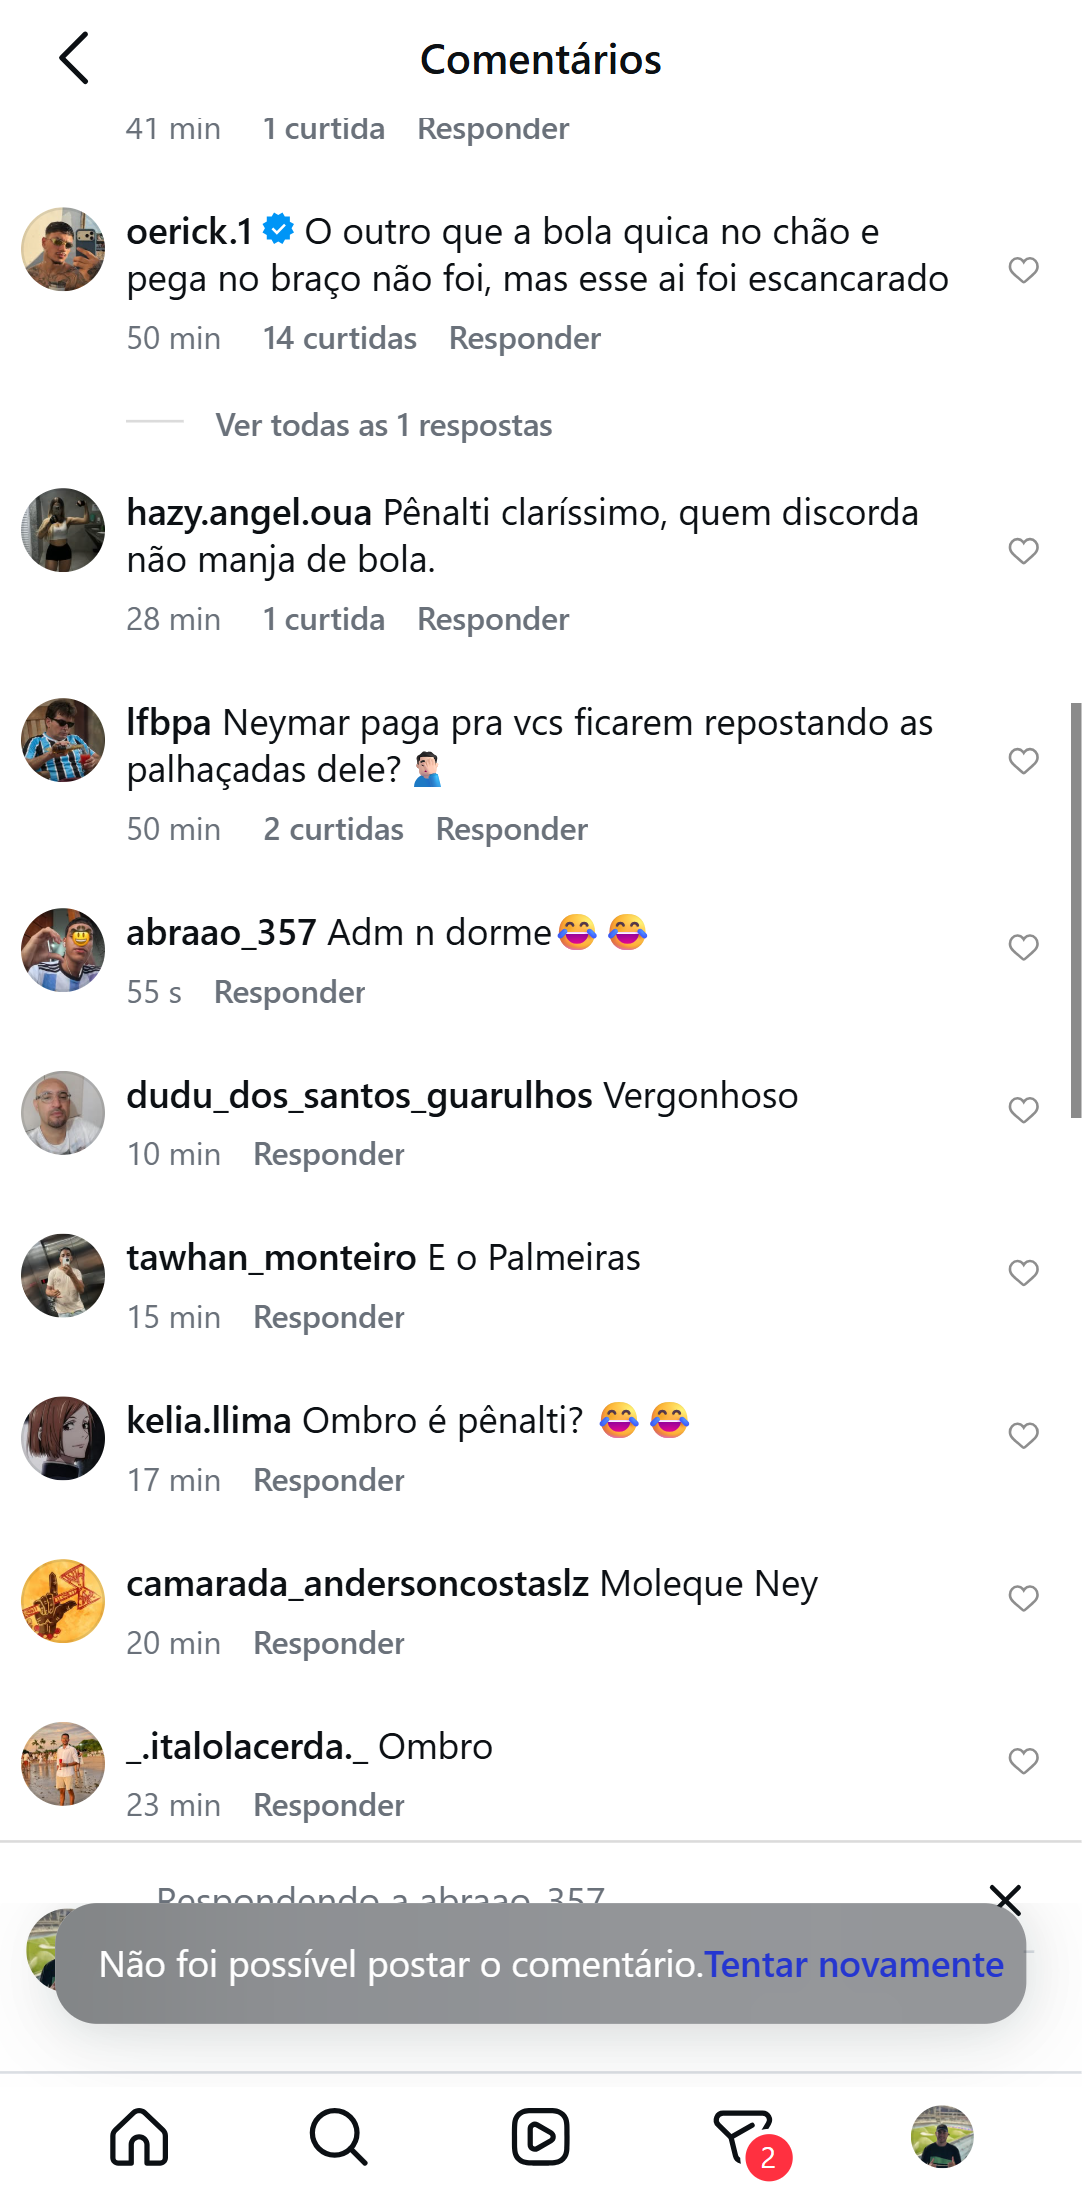 Comentários
41 min 1 curtida Responder
oerick.1 O outro que a bola quica no chão e
pega no braço não foi, mas esse ai foi escancarado
50 min 14 curtidas Responder
Ver todas as 1 respostas
hazy.angel.oua Pênalti claríssimo, quem discorda
não manja de bola.
28 min 1 curtida Responder
lfbpa Neymar paga pra vcs ficarem repostando as
palhaçadas dele? 🤦🏻‍♂️
50 min 2 curtidas Responder
abraao_357 Adm n dorme😂😂
55 s Responder
dudu_dos_santos_guarulhos Vergonhoso
10 min Responder
tawhan_monteiro E o Palmeiras
15 min Responder
kelia.llima Ombro é pênalti? 😂😂
17 min Responder
camarada_andersoncostaslz Moleque Ney
20 min Responder
_.italolacerda._ Ombro
23 min Responder
Respondendo a abraao_357
Não foi possível postar o comentário.Tentar novamente
2